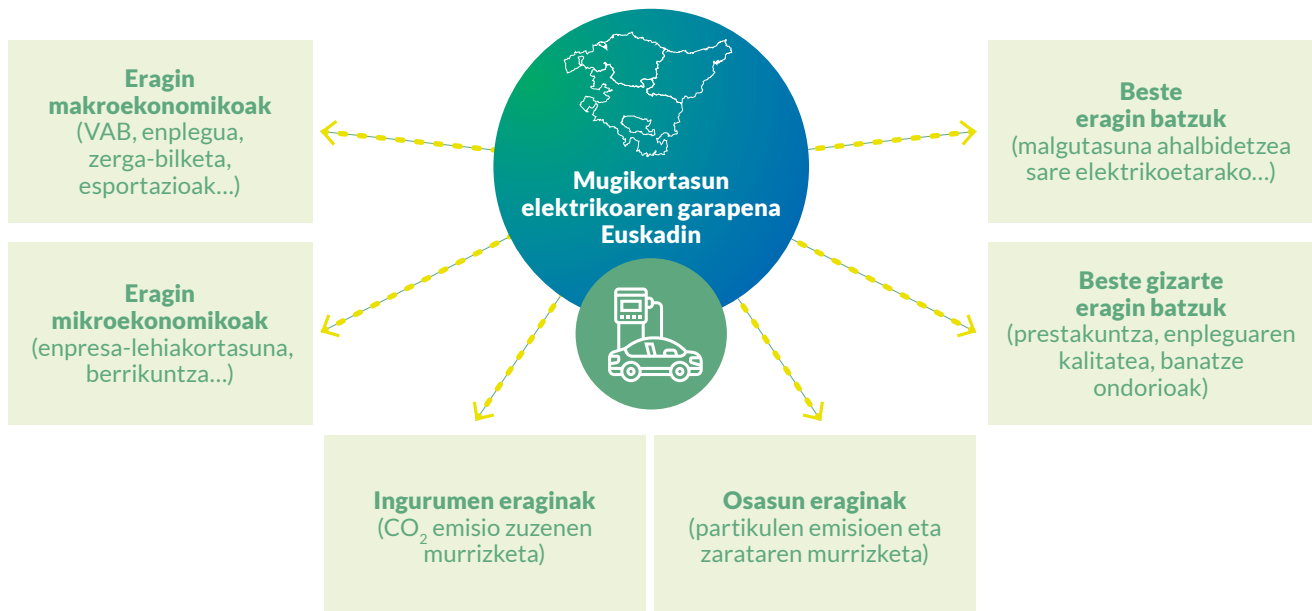 Eragin
makroekonomikoak
(VAB, enplegua,
zerga-bilketa,
esportazioak...)
Eragin
mikroekonomikoak
(enpresa-lehiakortasuna,
berrikuntza...)
Mugikortasun
elektrikoaren garapena
Euskadin
Beste
eragin batzuk
(malgutasuna ahalbidetzea
sare elektrikoetarako...)
Beste gizarte
eragin batzuk
(prestakuntza, enpleguaren
kalitatea, banatze
ondorioak)
Ingurumen eraginak
(CO₂ emisio zuzenen
murrizketa)
Osasun eraginak
(partikulen emisioen eta
zarataren murrizketa)